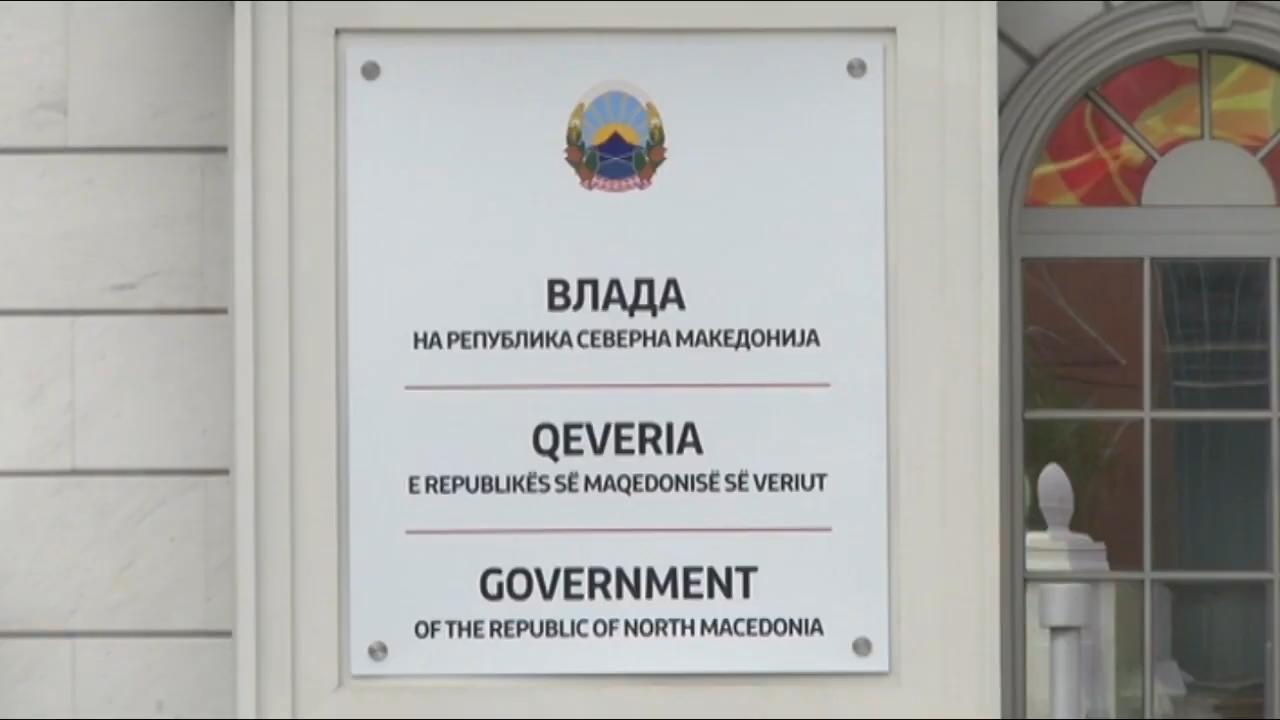 ВЛАДА
НА РЕПУБЛИКА СЕВЕРНА МАКЕДОНИЈА
QEVERIA
E REPUBLIKËS SË MAQEDONISË SË VERIUT
GOVERNMENT
OF THE REPUBLIC OF NORTH MACEDONIA